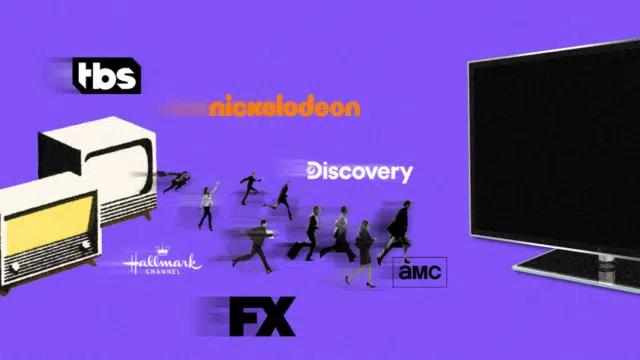 tbs
nickelodeon
Discovery
Hallmark
CHANNEL
FX
aMC